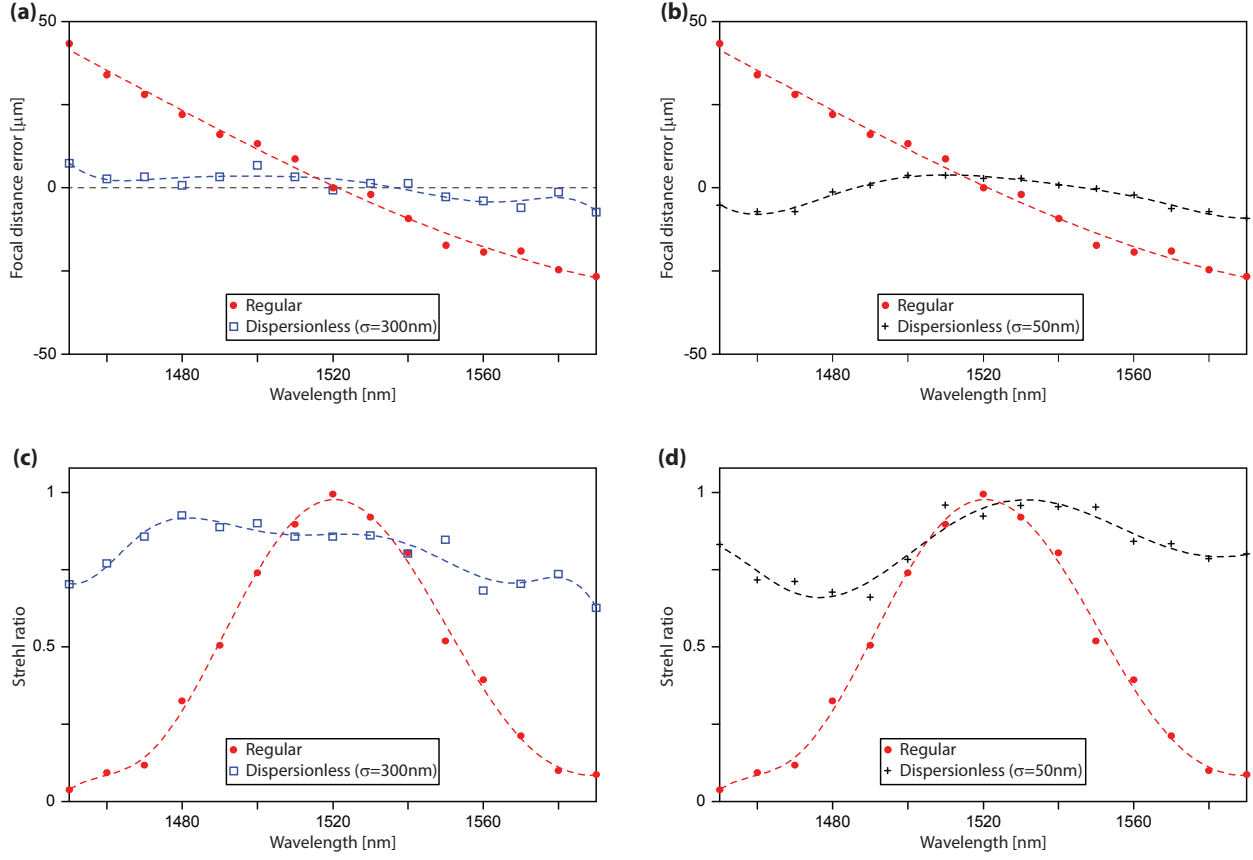 (a)
50
0
-50
Focal distance error [μm]
Regular
Dispersionless (σ=300nm)
1480
1520
1560
Wavelength [nm]
(b)
50
0
-50
Focal distance error [μm]
Regular
Dispersionless (σ=50nm)
1480
1520
1560
Wavelength [nm]
(c)
1
0.5
0
Strehl ratio
Regular
Dispersionless (σ=300nm)
1480
1520
1560
Wavelength [nm]
(d)
1
0.5
0
Strehl ratio
Regular
Dispersionless (σ=50nm)
1480
1520
1560
Wavelength [nm]